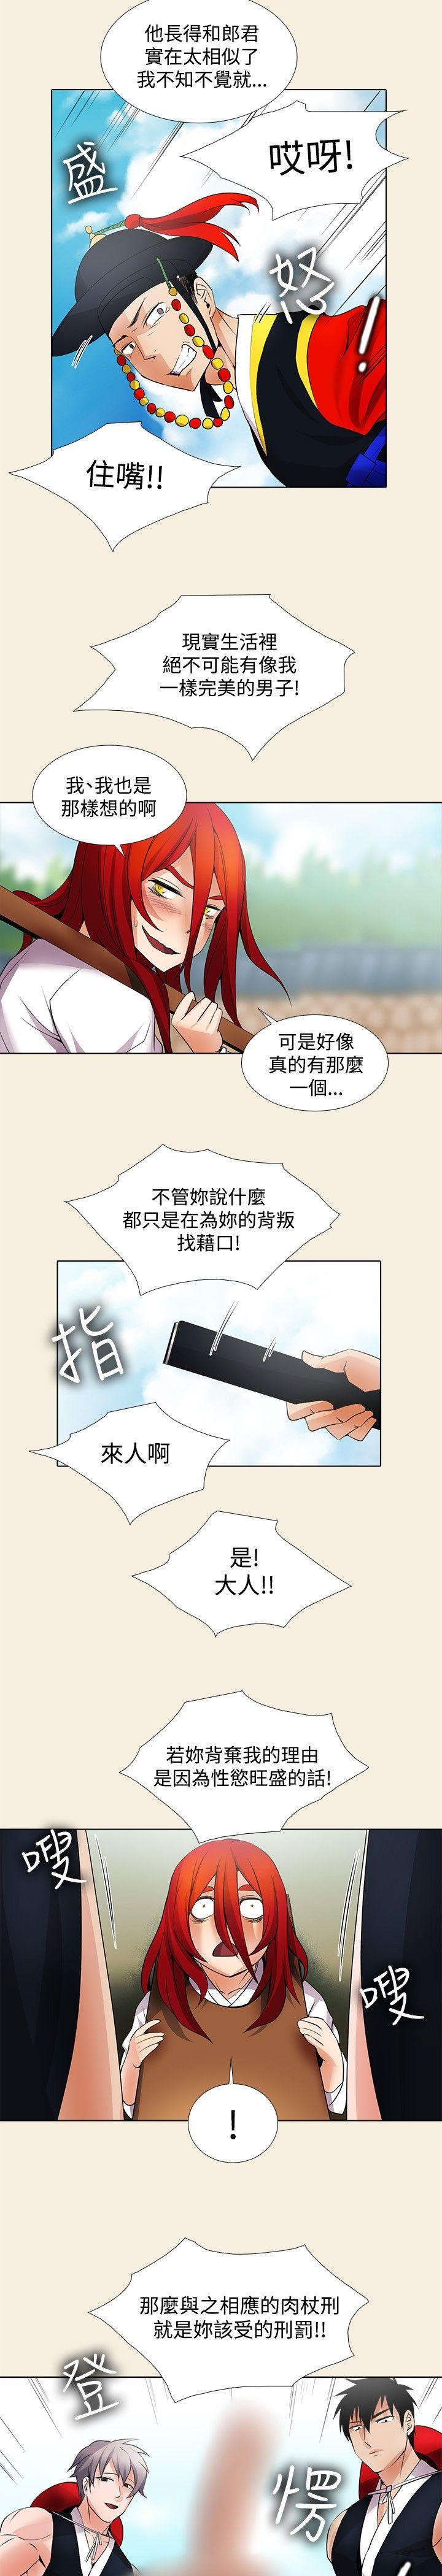 他長得和郎君
實在太相似了
我不知不覺就...
哎呀!
盛
怒
住嘴!!
現實生活裡
絕不可能有像我
一樣完美的男子!
我、我也是
那樣想的啊
可是好像
真的有那麼
一個...
不管妳說什麼
都只是在為妳的背叛
找藉口!
指
來人啊
是!
大人!!
若妳背棄我的理由
是因為性慾旺盛的話!
嗖
嗖
!
那麼與之相應的肉杖刑
就是妳該受的刑罰!!
登
愣